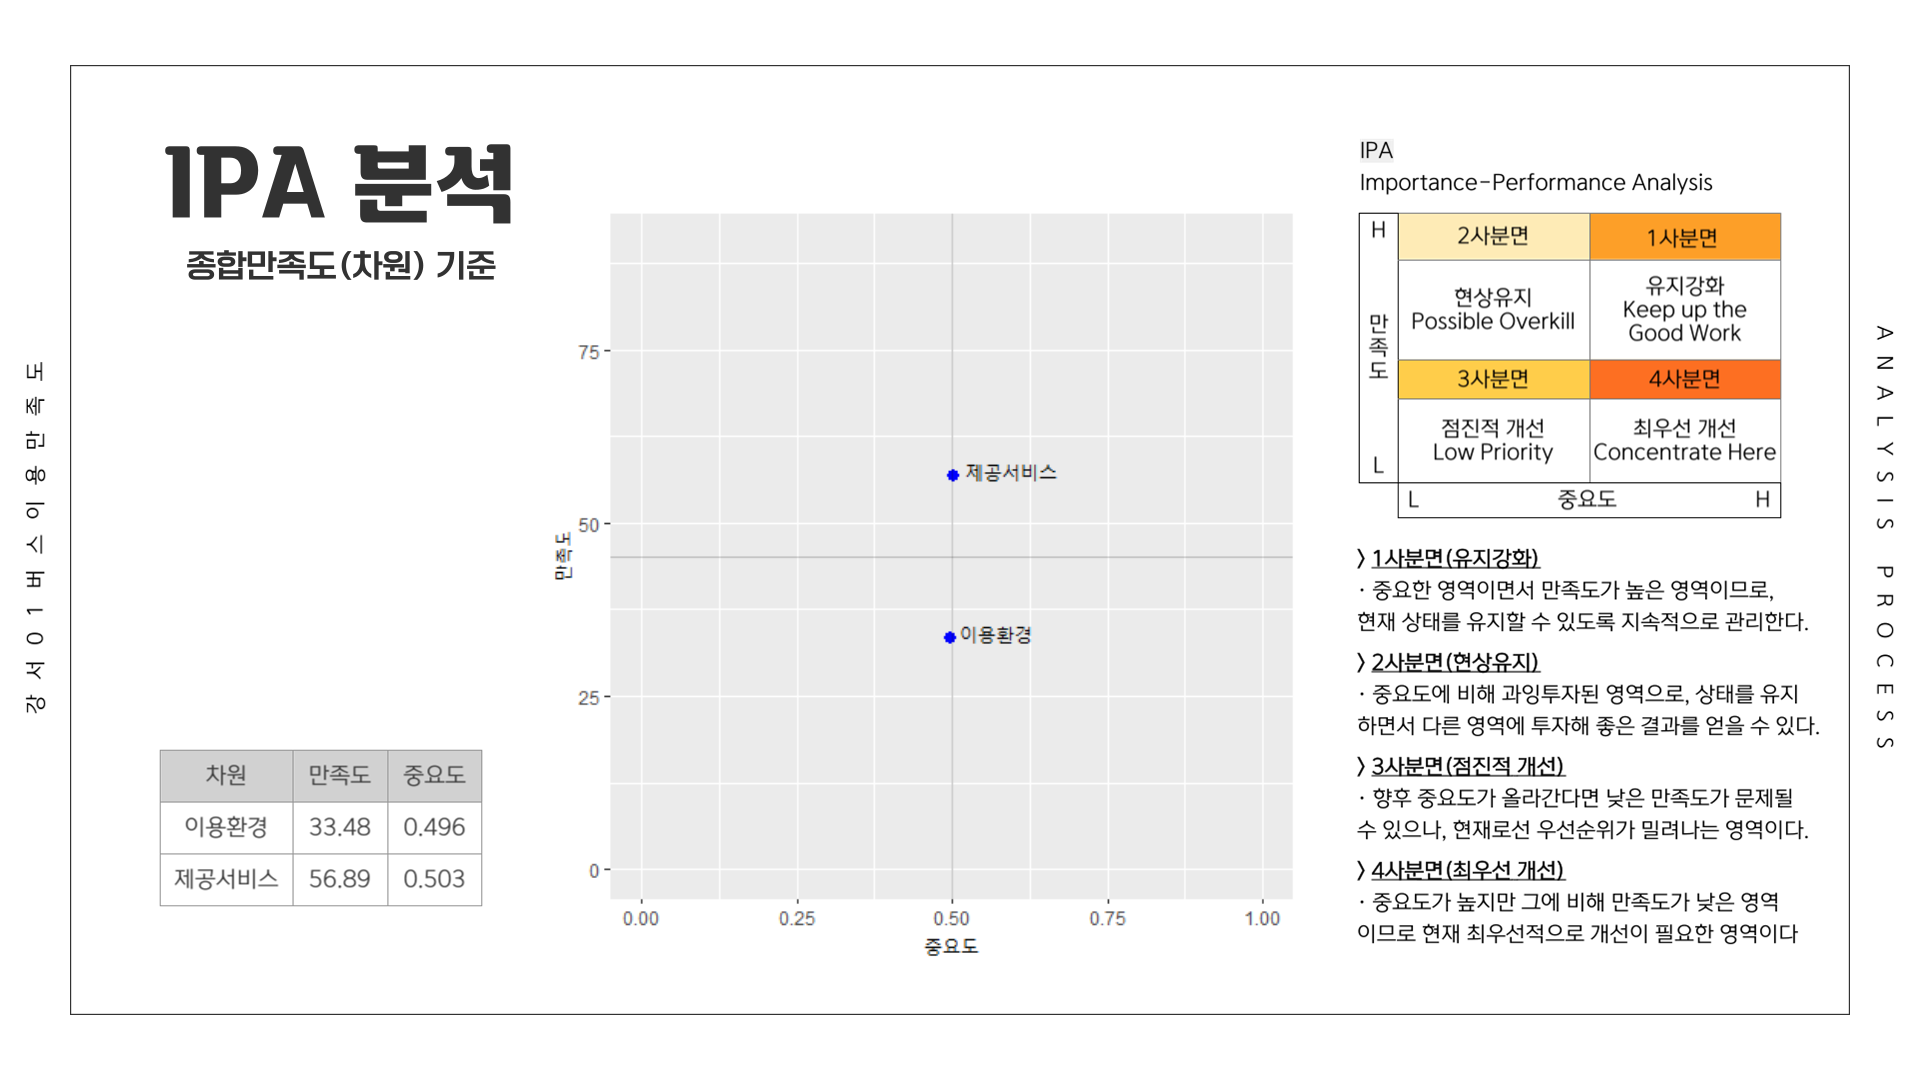 강서01버스이용만족도
IPA 분석
종합만족도(차원) 기준
차원 만족도 중요도
이용환경 33.48 0.496
제공서비스 56.89 0.503
만족도
75
50
25
0
제공서비스
이용환경
0.00 0.25 0.50 0.75 1.00
중요도
IPA
Importance-Performance Analysis
H
만족도
L
2사분면 1사분면
현상유지
Possible Overkill
유지강화
Keep up the
Good Work
3사분면 4사분면
점진적 개선
Low Priority
최우선 개선
Concentrate Here
L 중요도 H
〉1사분면(유지강화)
· 중요한 영역이면서 만족도가 높은 영역이므로,
현재 상태를 유지할 수 있도록 지속적으로 관리한다.
〉2사분면(현상유지)
· 중요도에 비해 과잉투자된 영역으로, 상태를 유지
하면서 다른 영역에 투자해 좋은 결과를 얻을 수 있다.
〉3사분면(점진적 개선)
· 향후 중요도가 올라간다면 낮은 만족도가 문제될
수 있으나, 현재로선 우선순위가 밀려나는 영역이다.
〉4사분면(최우선 개선)
· 중요도가 높지만 그에 비해 만족도가 낮은 영역
이므로 현재 최우선적으로 개선이 필요한 영역이다
ANALYSIS PROCESS